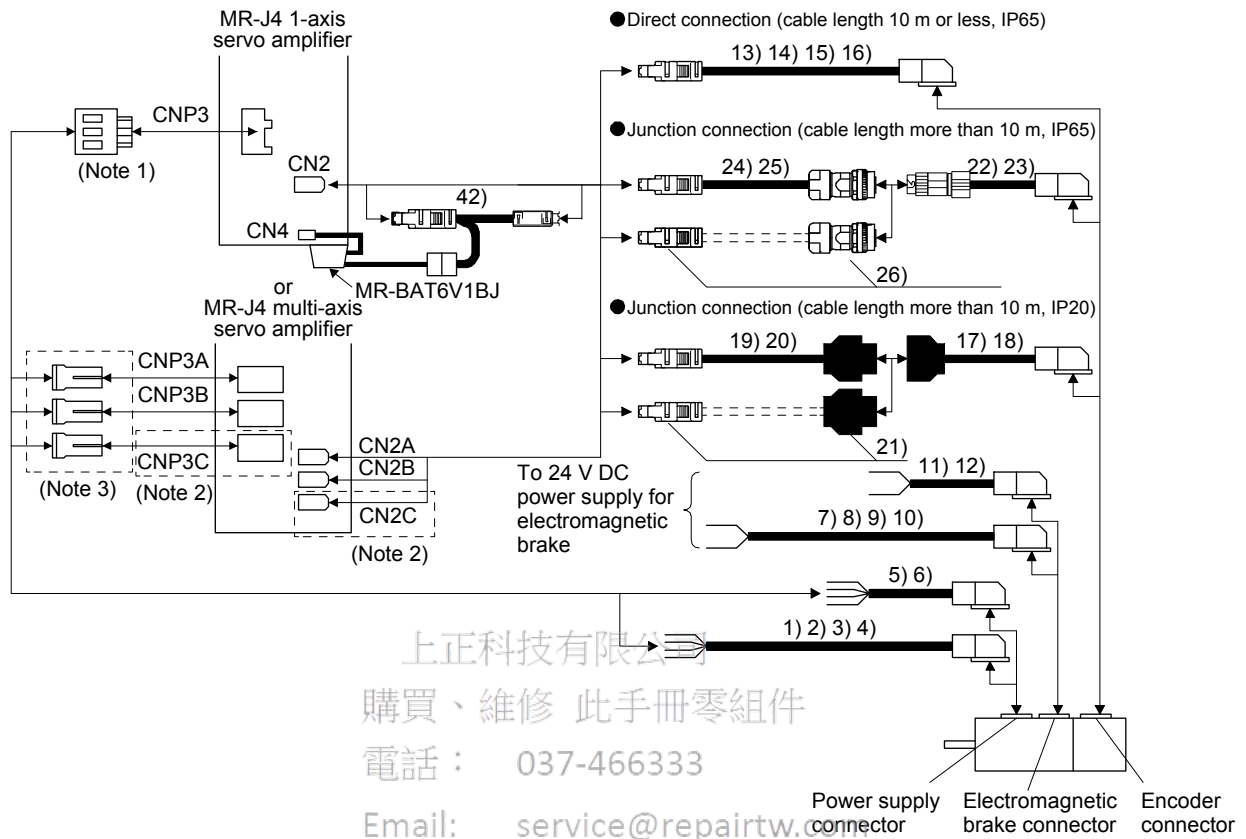 MR-J4 1-axis
servo amplifier
CNP3
(Note 1)
CN2
CN4
42)
MR-BAT6V1BJ
or
MR-J4 multi-axis
servo amplifier
CNP3A
CNP3B
CNP3C
(Note 3)
(Note 2)
CN2A
CN2B
CN2C
(Note 2)
●Direct connection (cable length 10 m or less, IP65)
13) 14) 15) 16)
●Junction connection (cable length more than 10 m, IP65)
24) 25)
22) 23)
26)
●Junction connection (cable length more than 10 m, IP20)
19) 20)
17) 18)
21)
To 24 V DC
power supply for
electromagnetic
brake
11) 12)
7) 8) 9) 10)
5) 6)
1) 2) 3) 4)
Power supply
connector
Electromagnetic
brake connector
Encoder
connector
上正科技有限公司
購買、維修 此手冊零組件
電話： 037-466333
Email: service@repairtw.com